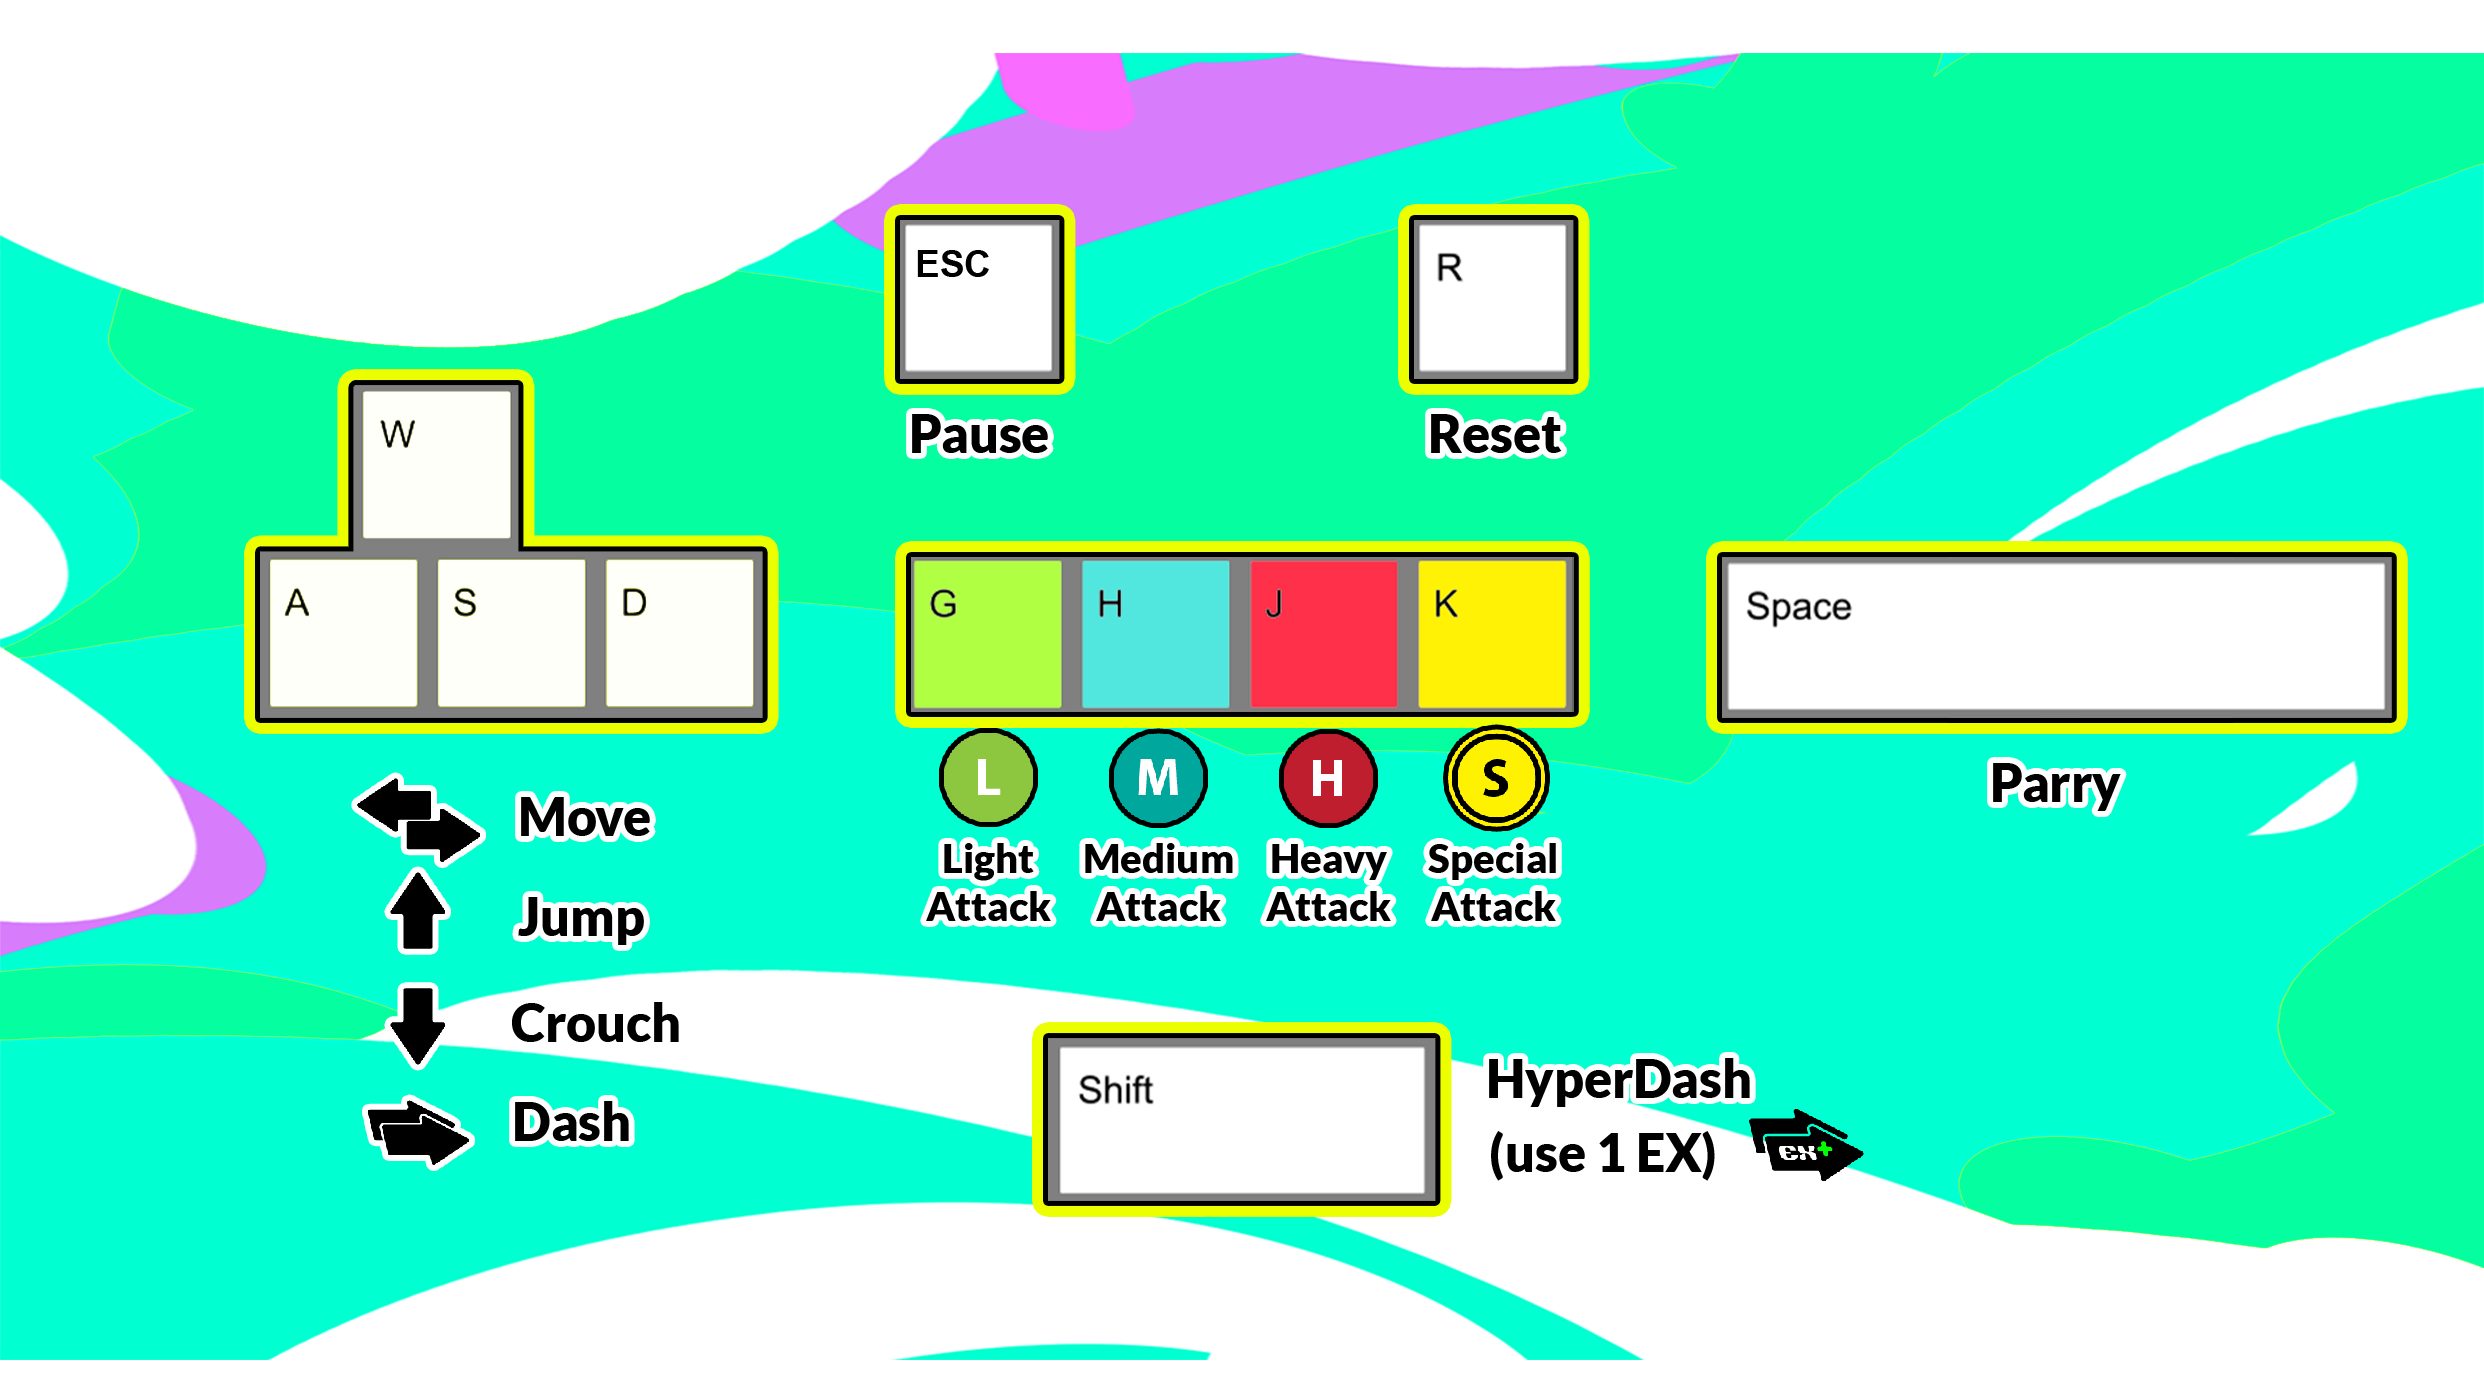 ESC
R
Pause
Reset
W
A S D
G H J K
Space
L M H S
Parry
Move
Light
Attack
Medium
Attack
Heavy
Attack
Special
Attack
Jump
Crouch
Dash
Shift
HyperDash
(use 1 EX)
EX+